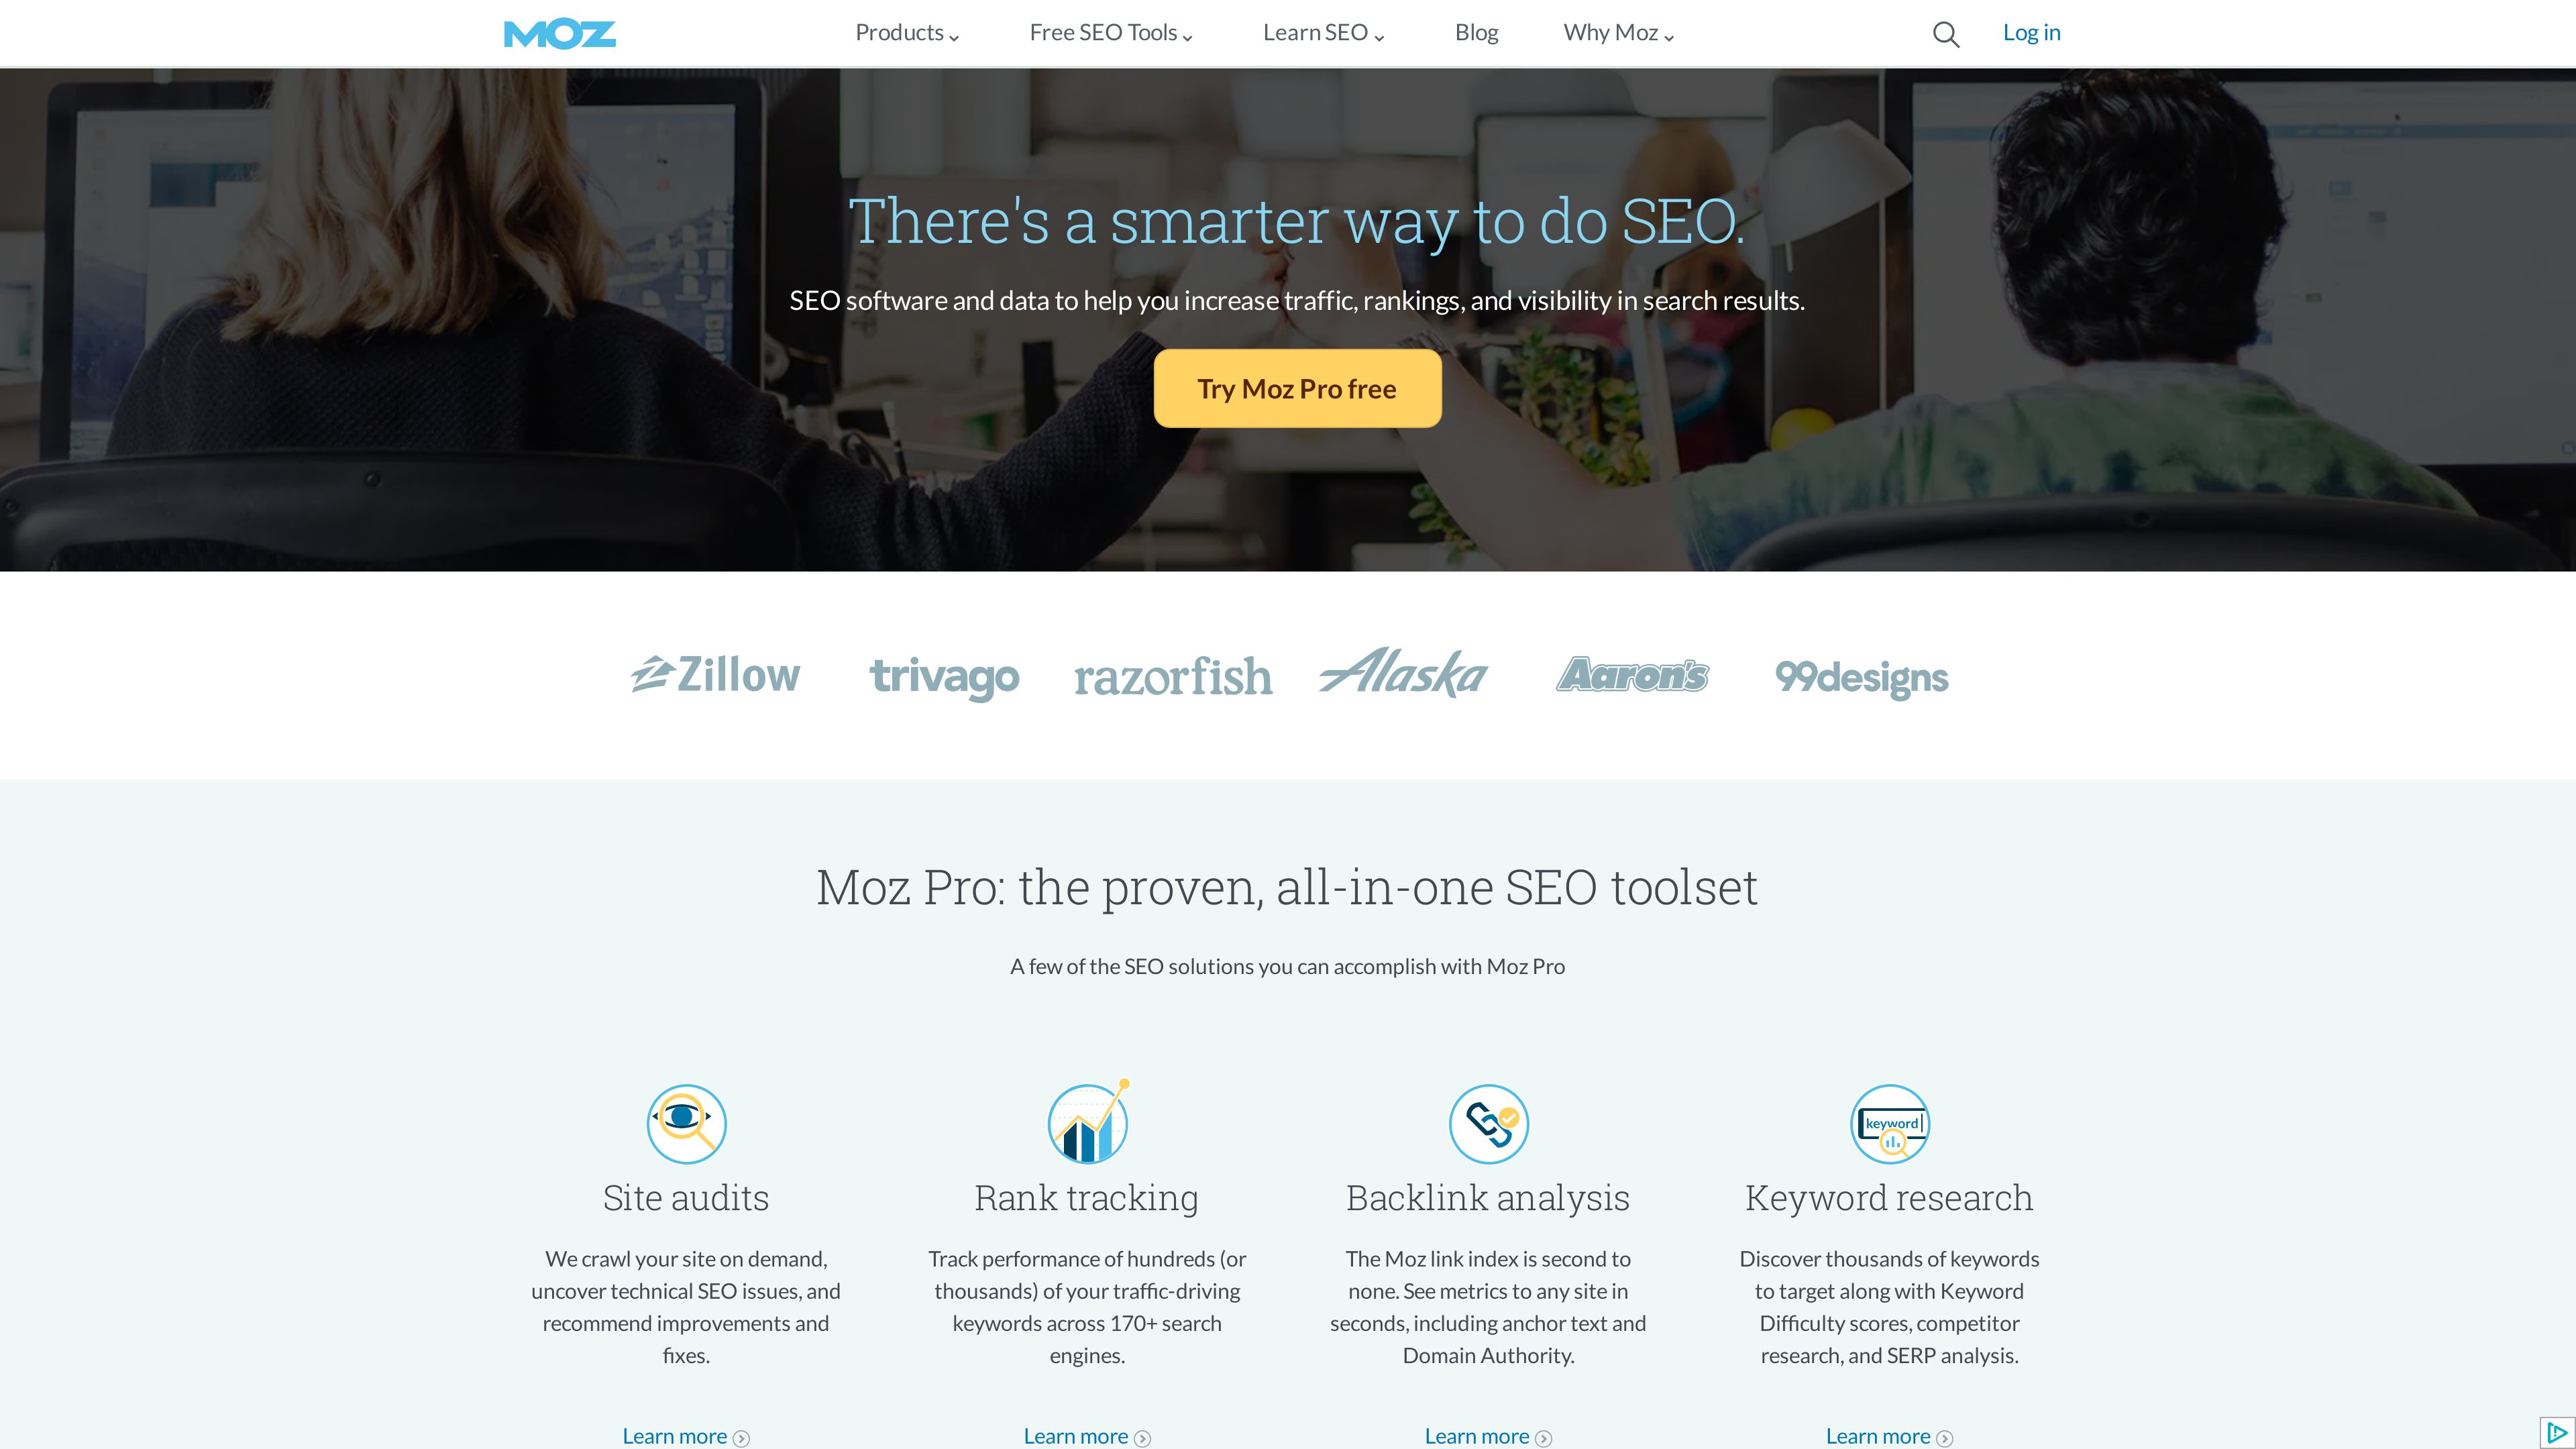 MOZ
Products
Free SEO Tools
Learn SEO
Blog
Why Moz
Log in
There's a smarter way to do SEO.
SEO software and data to help you increase traffic, rankings, and visibility in search results.
Try Moz Pro free
Zillow
trivago
razorfish
Alaska
Aaron's
99designs
Moz Pro: the proven, all-in-one SEO toolset
A few of the SEO solutions you can accomplish with Moz Pro
keyword
Site audits
We crawl your site on demand,
uncover technical SEO issues, and
recommend improvements and
fixes.
Learn more
Rank tracking
Track performance of hundreds (or
thousands) of your traffic-driving
keywords across 170+ search
engines.
Learn more
Backlink analysis
The Moz link index is second to
none. See metrics to any site in
seconds, including anchor text and
Domain Authority.
Learn more
Keyword research
Discover thousands of keywords
to target along with Keyword
Difficulty scores, competitor
research, and SERP analysis.
Learn more